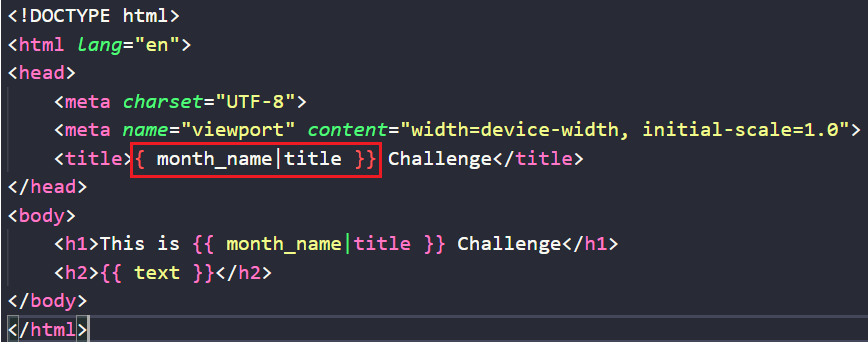 <!DOCTYPE html>
<html lang="en">
<head>
    <meta charset="UTF-8">
    <meta name="viewport" content="width=device-width, initial-scale=1.0">
    <title>{ month_name|title }} Challenge</title>
</head>
<body>
    <h1>This is {{ month_name|title }} Challenge</h1>
    <h2>{{ text }}</h2>
</body>
</html>